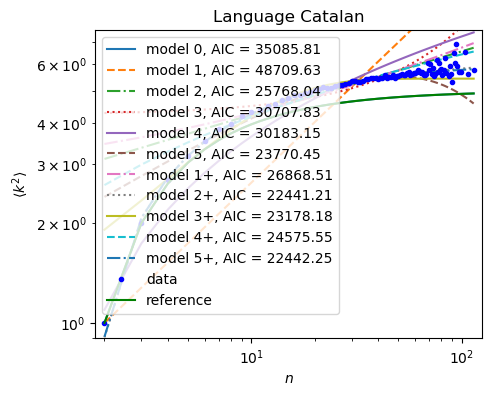 Language Catalan
model 0, AIC = 35085.81
model 1, AIC = 48709.63
model 2, AIC = 25768.04
model 3, AIC = 30707.83
model 4, AIC = 30183.15
model 5, AIC = 23770.45
model 1+, AIC = 26868.51
model 2+, AIC = 22441.21
model 3+, AIC = 23178.18
model 4+, AIC = 24575.55
model 5+, AIC = 22442.25
data
reference
6 × 10⁰
4 × 10⁰
3 × 10⁰
2 × 10⁰
10⁰
⟨k²⟩
10¹
10²
n